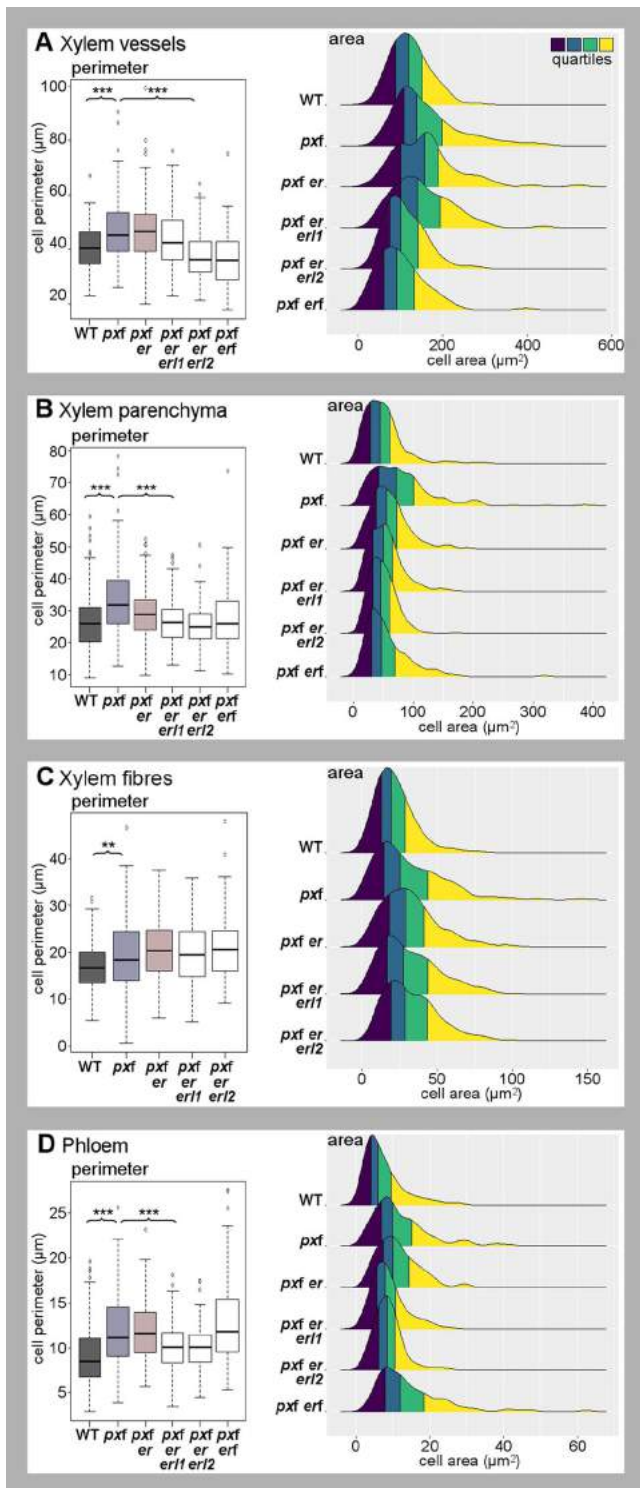 A Xylem vessels
perimeter
cell perimeter (µm)
100
80
60
40
20
***
***
WT
pxf
pxf er
pxf er erl1
pxf er erl2
pxf erf
area
quartiles
WT
pxf
pxf er
pxf er
erl1
pxf er
erl2
pxf erf
0
200
400
600
cell area (µm²)
B Xylem parenchyma
perimeter
cell perimeter (µm)
80
70
60
50
40
30
20
10
***
***
WT
pxf
pxf er
pxf er erl1
pxf er erl2
pxf erf
area
WT
pxf
pxf er
pxf er
erl1
pxf er
erl2
pxf erf
0
100
200
300
400
cell area (µm²)
C Xylem fibres
perimeter
cell perimeter (µm)
40
30
20
10
0
**
WT
pxf
pxf er
pxf er erl1
pxf er erl2
area
WT
pxf
pxf er
pxf er
erl1
pxf er
erl2
0
50
100
150
cell area (µm²)
D Phloem
perimeter
cell perimeter (µm)
25
20
15
10
5
***
***
WT
pxf
pxf er
pxf er erl1
pxf er erl2
pxf erf
area
WT
pxf
pxf er
pxf er
erl1
pxf er
erl2
pxf erf
0
20
40
60
cell area (µm²)